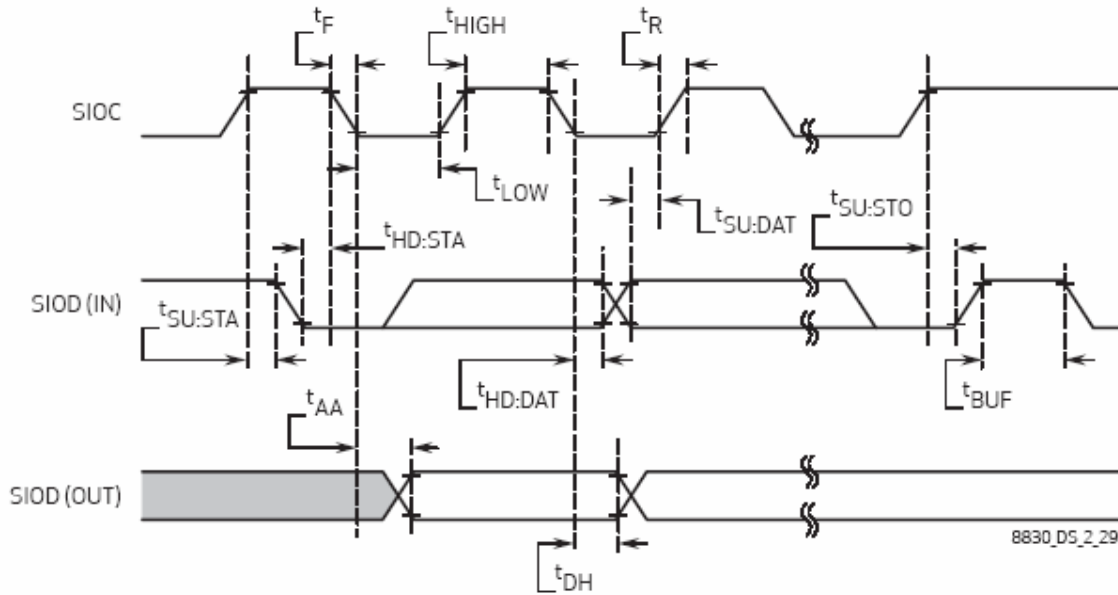 tF
tHIGH
tR
SIOC
tLOW
tSU:DAT
tSU:STO
tHD:STA
SIOD (IN)
tSU:STA
tHD:DAT
tBUF
tAA
SIOD (OUT)
8830_DS_2_29
tDH